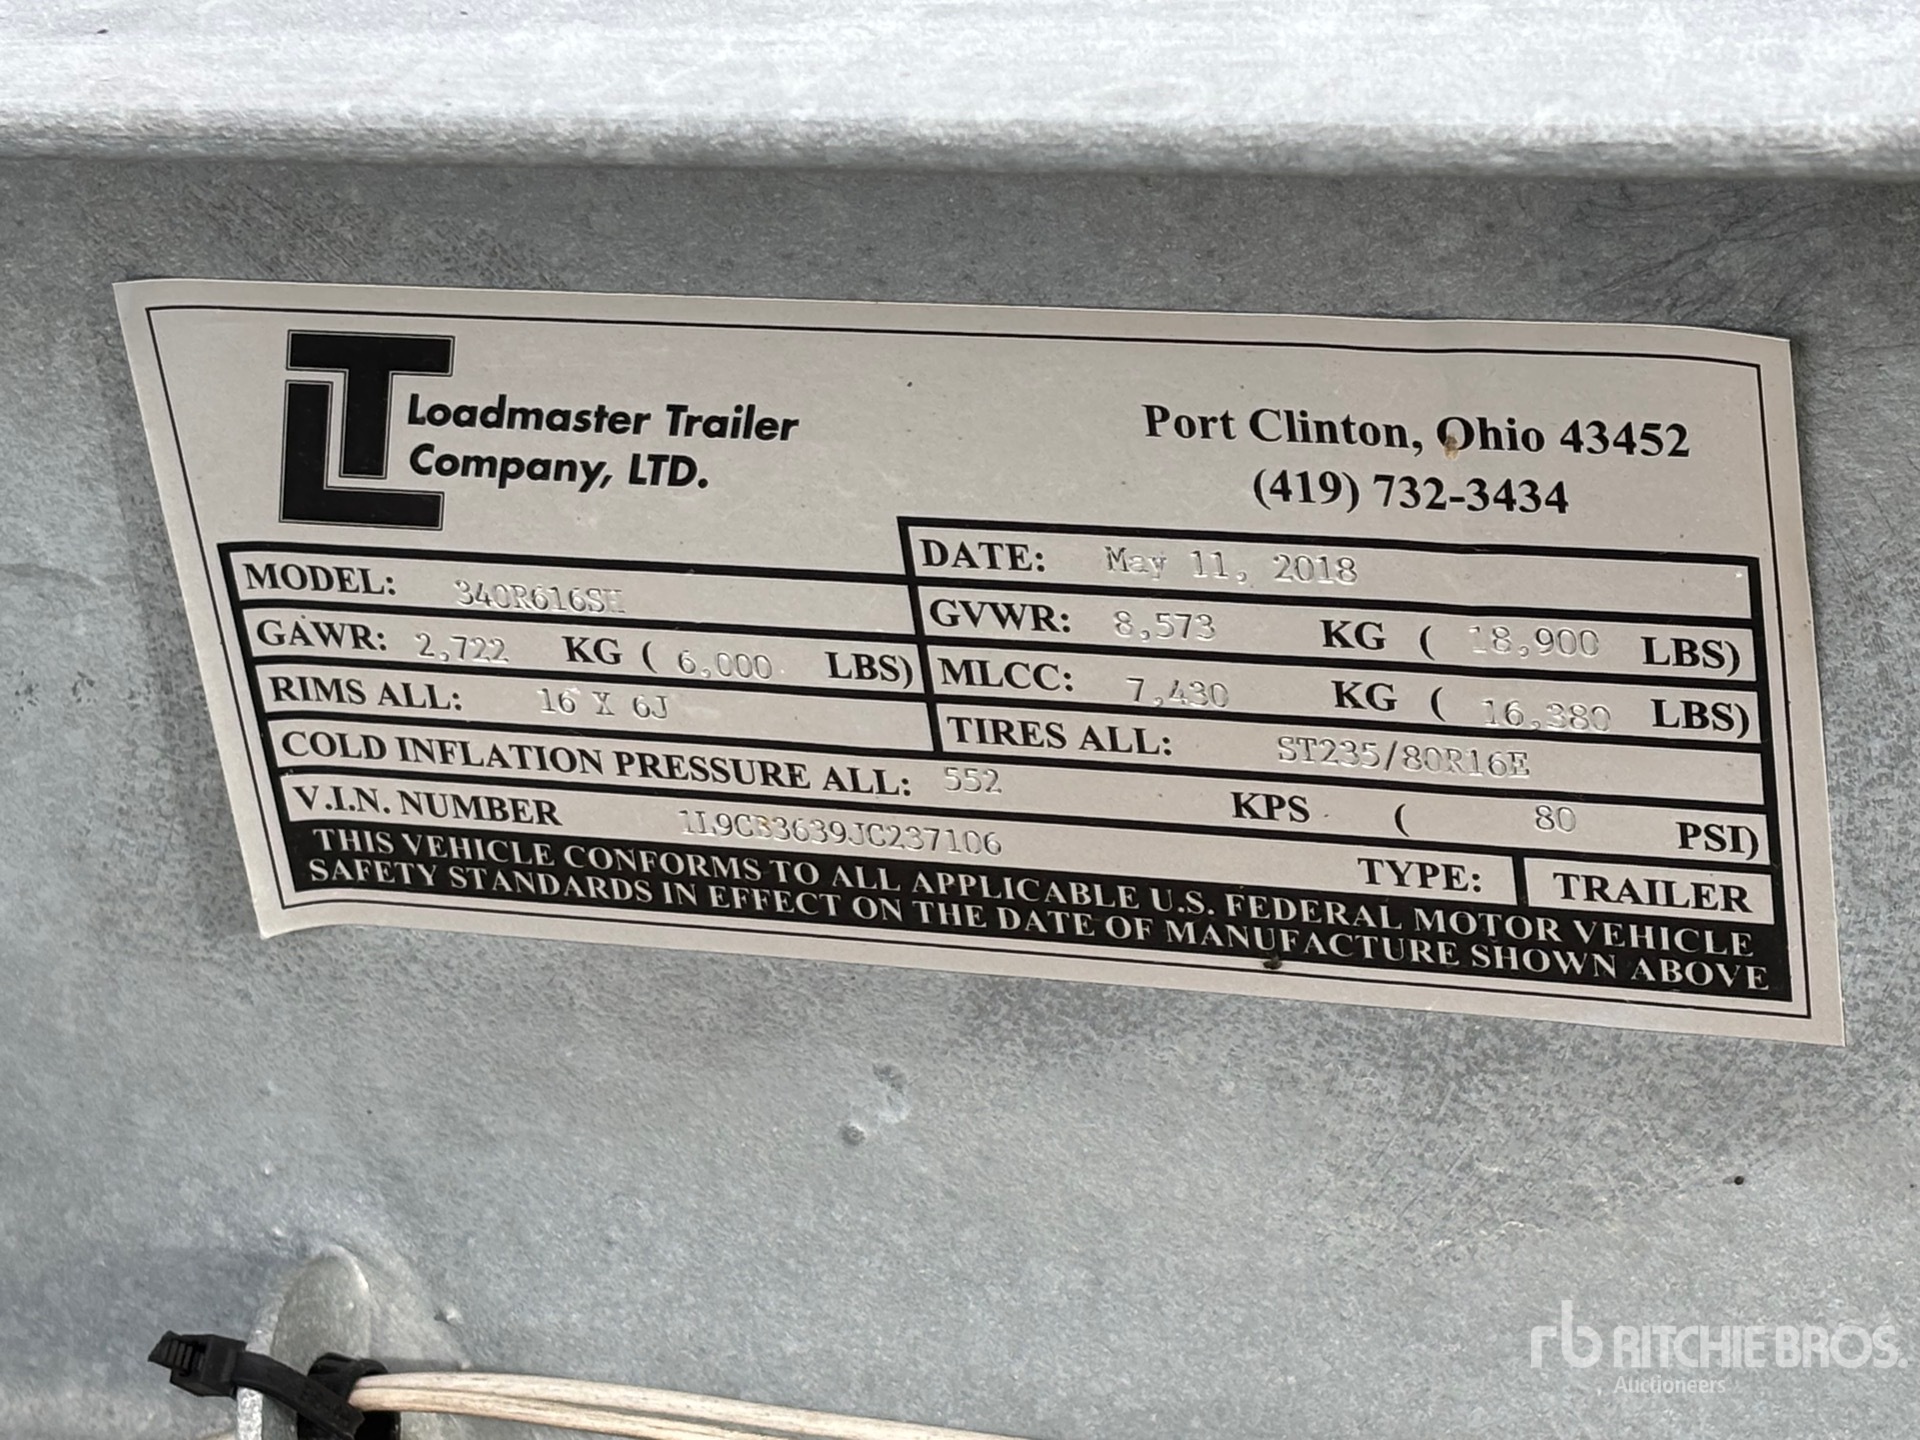 LT
Loadmaster Trailer
Company, LTD.
Port Clinton, Ohio 43452
(419) 732-3434
DATE: May 11, 2018
MODEL: 340R616SH
GVWR: 8,573 KG ( 18,900 LBS)
GAWR: 2,722 KG ( 6,000 LBS)
MLCC: 7,430 KG ( 16,380 LBS)
RIMS ALL: 16 X 6J
TIRES ALL: ST235/80R16E
COLD INFLATION PRESSURE ALL: 552 KPS ( 80 PSI)
V.I.N. NUMBER 1L9CB3639JC237106
TYPE: TRAILER
THIS VEHICLE CONFORMS TO ALL APPLICABLE U.S. FEDERAL MOTOR VEHICLE
SAFETY STANDARDS IN EFFECT ON THE DATE OF MANUFACTURE SHOWN ABOVE
rb RITCHIE BROS.
Auctioneers